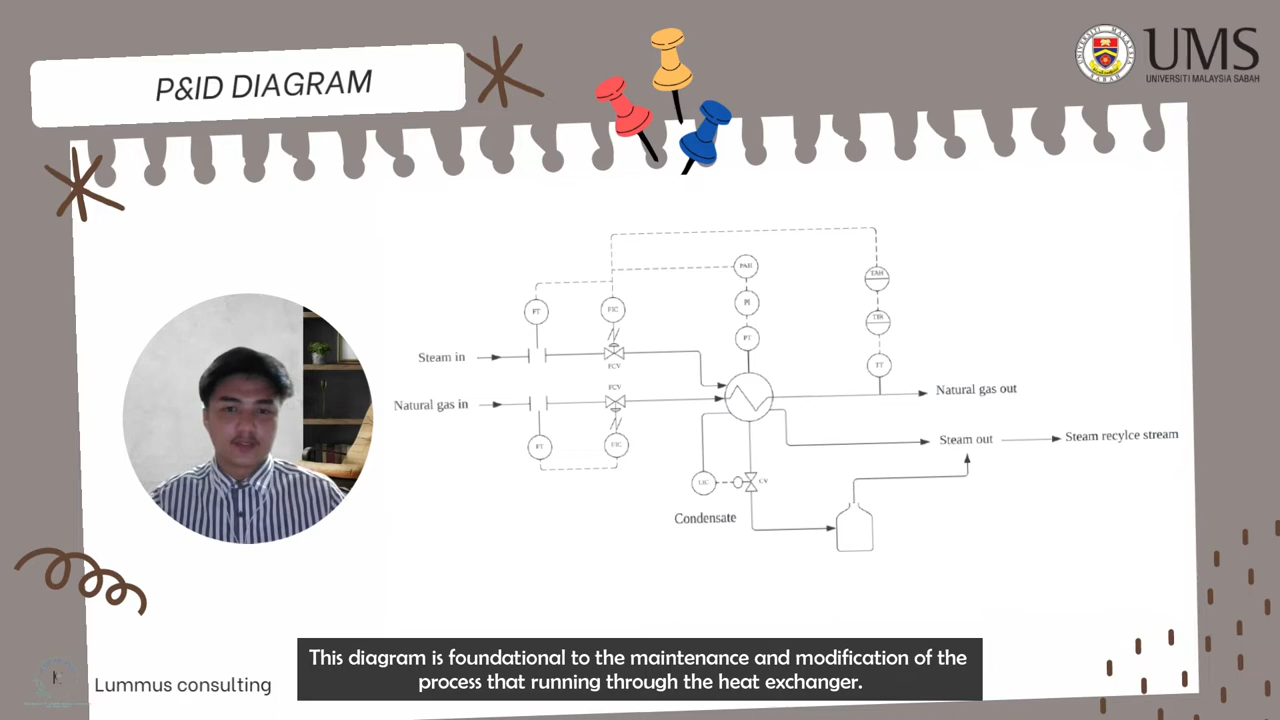 P&ID DIAGRAM
UMS
UNIVERSITI MALAYSIA SABAH
PAH
TAH
FT
FIC
PI
TIR
PT
TT
Steam in
FCV
FCV
Natural gas in
Natural gas out
FT
FIC
Steam out
Steam recylce stream
LIC
CV
Condensate
This diagram is foundational to the maintenance and modification of the
process that running through the heat exchanger.
Lummus consulting